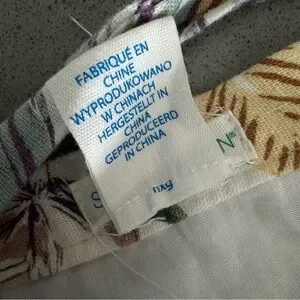 FABRIQUÉ EN
CHINE
WYPRODUKOWANO
W CHINACH
HERGESTELLT IN
CHINA
GEPRODUCEERD
IN CHINA
S
N°